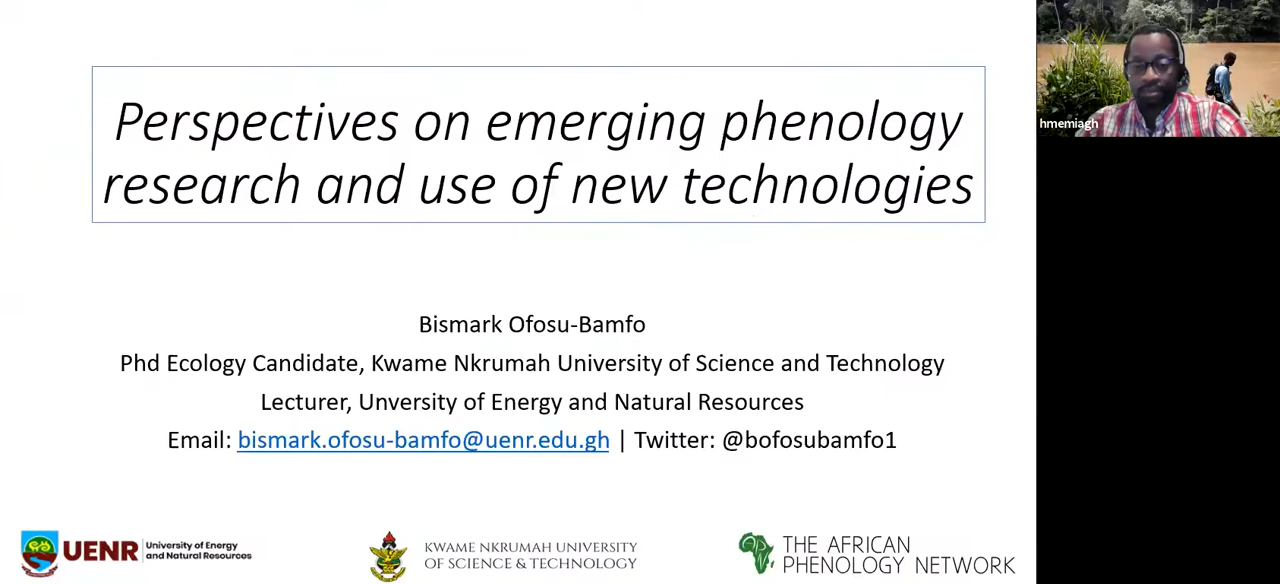 Perspectives on emerging phenology
research and use of new technologies
Bismark Ofosu-Bamfo
Phd Ecology Candidate, Kwame Nkrumah University of Science and Technology
Lecturer, Unversity of Energy and Natural Resources
Email: bismark.ofosu-bamfo@uenr.edu.gh | Twitter: @bofosubamfo1
UENR
University of Energy
and Natural Resources
KWAME NKRUMAH UNIVERSITY
OF SCIENCE & TECHNOLOGY
THE AFRICAN
PHENOLOGY NETWORK
hmemiagh